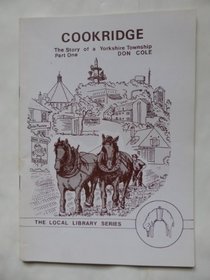 COOKRIDGE
The Story of a Yorkshire Township
Part One DON COLE
THE LOCAL LIBRARY SERIES